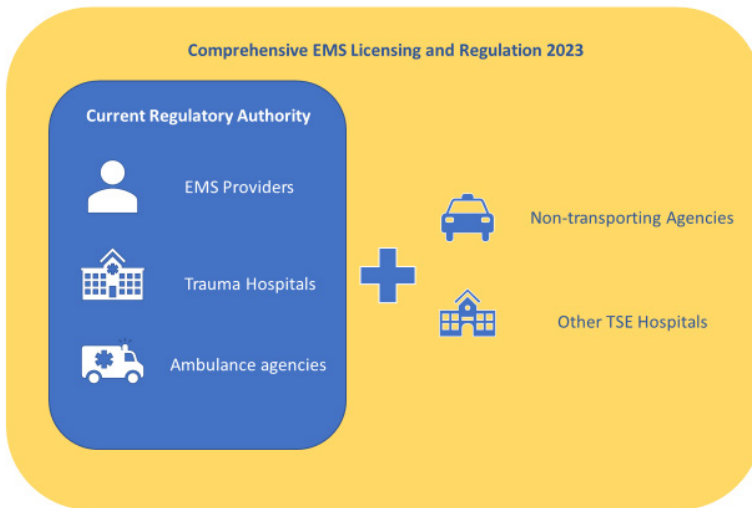 Comprehensive EMS Licensing and Regulation 2023
Current Regulatory Authority
EMS Providers
Trauma Hospitals
Ambulance agencies
Non-transporting Agencies
Other TSE Hospitals